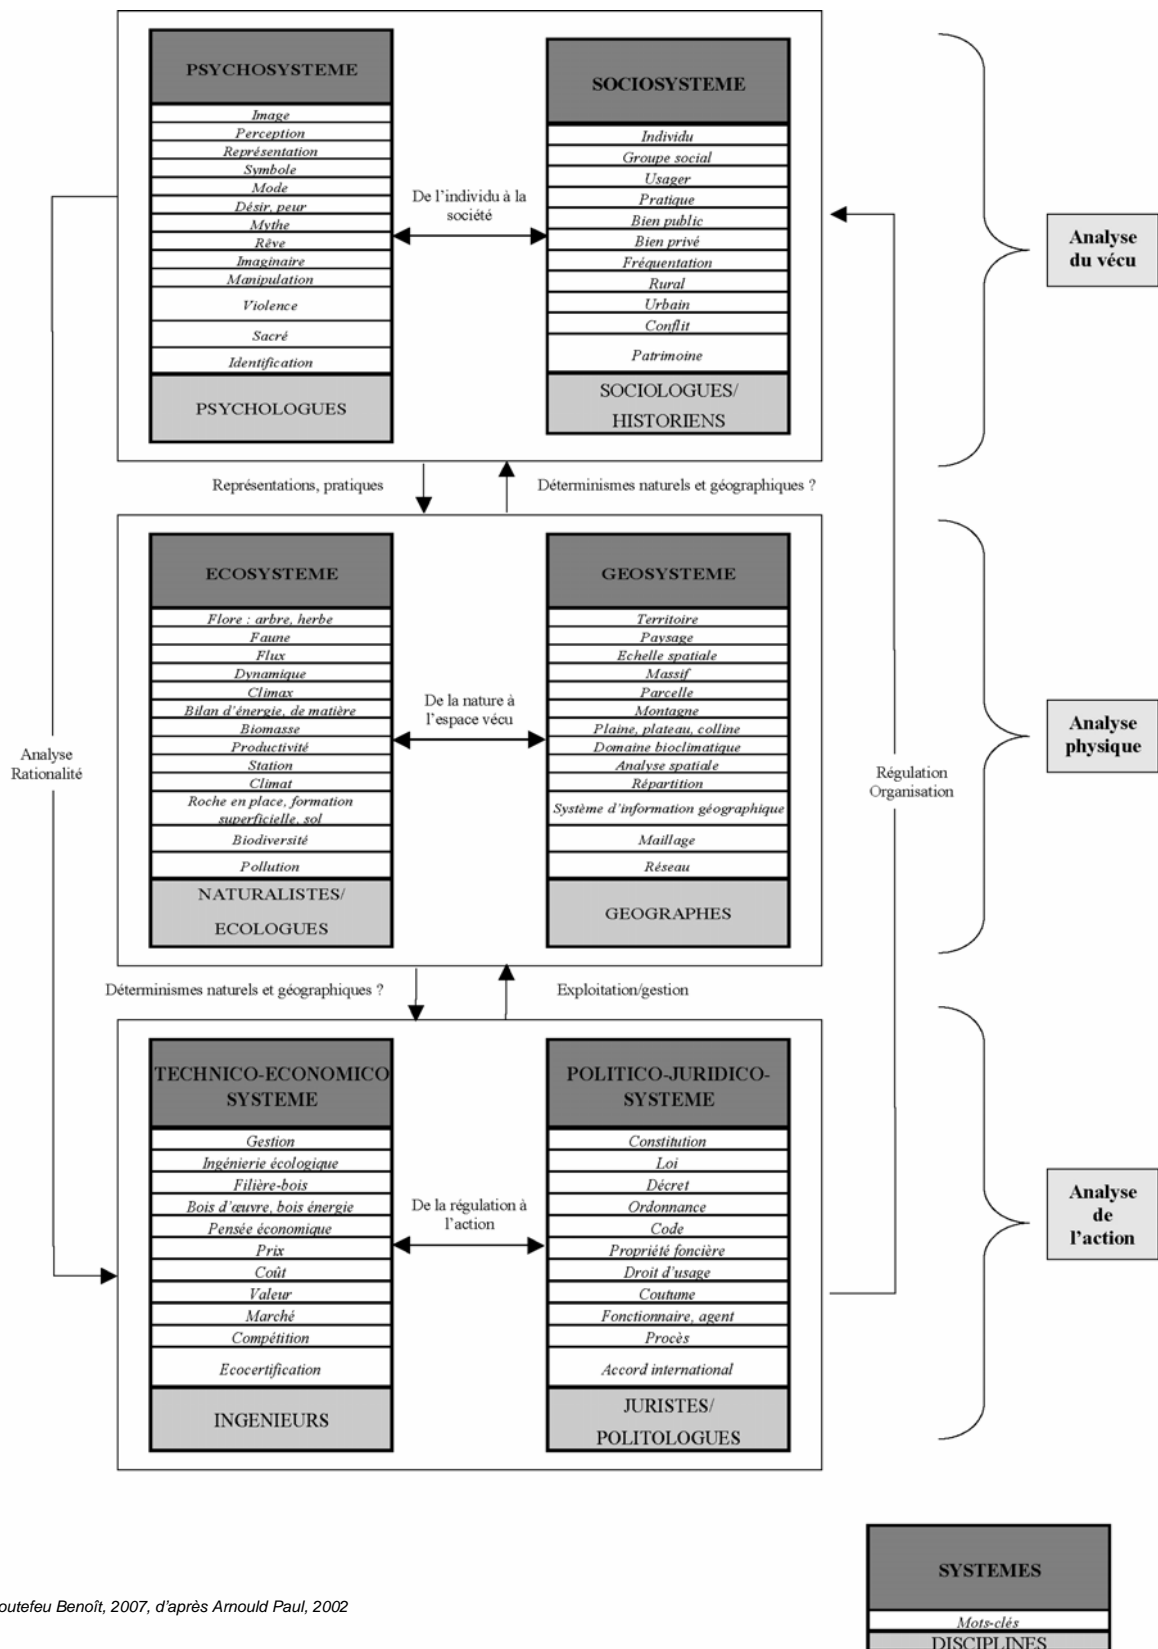 PSYCHOSYSTEME
Image
Perception
Représentation
Symbole
Mode
Désir, peur
Mythe
Rêve
Imaginaire
Manipulation
Violence
Sacré
Identification
PSYCHOLOGUES
De l'individu à la
société
SOCIOSYSTEME
Individu
Groupe social
Usager
Pratique
Bien public
Bien privé
Fréquentation
Rural
Urbain
Conflit
Patrimoine
SOCIOLOGUES/
HISTORIENS
Analyse
du vécu
Représentations, pratiques
Déterminismes naturels et géographiques ?
ECOSYSTEME
Flore : arbre, herbe
Faune
Flux
Dynamique
Climax
Bilan d'énergie, de matière
Biomasse
Productivité
Station
Climat
Roche en place, formation
superficielle, sol
Biodiversité
Pollution
NATURALISTES/
ECOLOGUES
De la nature à
l'espace vécu
GEOSYSTEME
Territoire
Paysage
Echelle spatiale
Massif
Parcelle
Montagne
Plaine, plateau, colline
Domaine bioclimatique
Analyse spatiale
Répartition
Système d'information géographique
Maillage
Réseau
GEOGRAPHES
Analyse
physique
Analyse
Rationalité
Régulation
Organisation
Déterminismes naturels et géographiques ?
Exploitation/gestion
TECHNICO-ECONOMICO
SYSTEME
Gestion
Ingénierie écologique
Filière-bois
Bois d'œuvre, bois énergie
Pensée économique
Prix
Coût
Valeur
Marché
Compétition
Ecocertification
INGENIEURS
De la régulation à
l'action
POLITICO-JURIDICO-
SYSTEME
Constitution
Loi
Décret
Ordonnance
Code
Propriété foncière
Droit d'usage
Coutume
Fonctionnaire, agent
Procès
Accord international
JURISTES/
POLITOLOGUES
Analyse
de
l'action
SYSTEMES
Mots-clés
DISCIPLINES
outefeu Benoît, 2007, d'après Arnould Paul, 2002